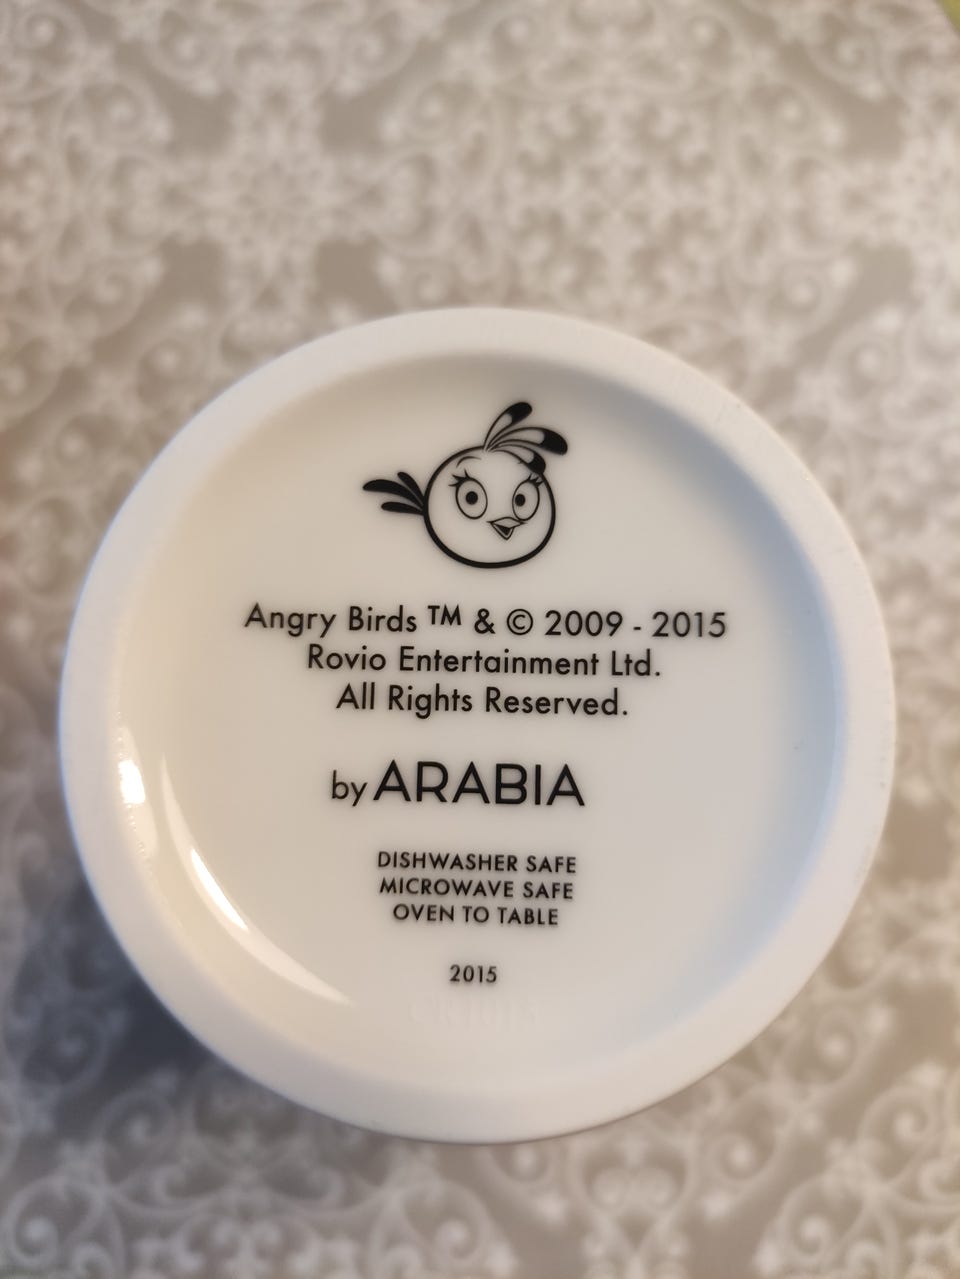 Angry Birds ™ & © 2009 - 2015
Rovio Entertainment Ltd.
All Rights Reserved.
by ARABIA
DISHWASHER SAFE
MICROWAVE SAFE
OVEN TO TABLE
2015